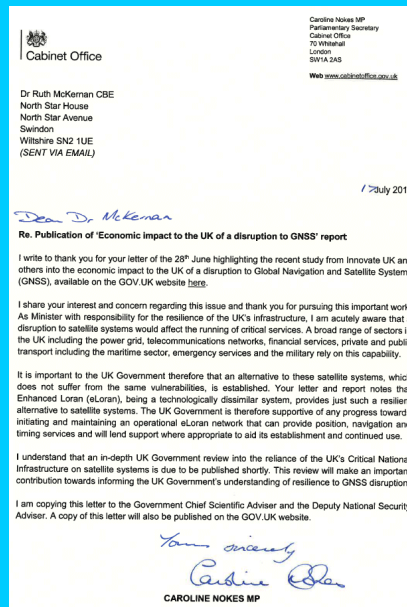 Caroline Nokes MP
Parliamentary Secretary
Cabinet Office
70 Whitehall
London
SW1A 2AS
Web www.cabinetoffice.gov.uk
Cabinet Office
Dr Ruth McKernan CBE
North Star House
North Star Avenue
Swindon
Wiltshire SN2 1UE
(SENT VIA EMAIL)
17 July 201
Dear Dr McKernan
Re. Publication of 'Economic impact to the UK of a disruption to GNSS' report
I write to thank you for your letter of the 28th June highlighting the recent study from Innovate UK an
others into the economic impact to the UK of a disruption to Global Navigation and Satellite System
(GNSS), available on the GOV.UK website here.
I share your interest and concern regarding this issue and thank you for pursuing this important work
As Minister with responsibility for the resilience of the UK's infrastructure, I am acutely aware that
disruption to satellite systems would affect the running of critical services. A broad range of sectors i
the UK including the power grid, telecommunications networks, financial services, private and publi
transport including the maritime sector, emergency services and the military rely on this capability.
It is important to the UK Government therefore that an alternative to these satellite systems, whic
does not suffer from the same vulnerabilities, is established. Your letter and report notes tha
Enhanced Loran (eLoran), being a technologically dissimilar system, provides just such a resilien
alternative to satellite systems. The UK Government is therefore supportive of any progress toward
initiating and maintaining an operational eLoran network that can provide position, navigation an
timing services and will lend support where appropriate to aid its establishment and continued use.
I understand that an in-depth UK Government review into the reliance of the UK's Critical Nationa
Infrastructure on satellite systems is due to be published shortly. This review will make an importan
contribution towards informing the UK Government's understanding of resilience to GNSS disruption
I am copying this letter to the Government Chief Scientific Adviser and the Deputy National Securit
Adviser. A copy of this letter will also be published on the GOV.UK website.
Yours sincerely
Caroline Nokes
CAROLINE NOKES MP